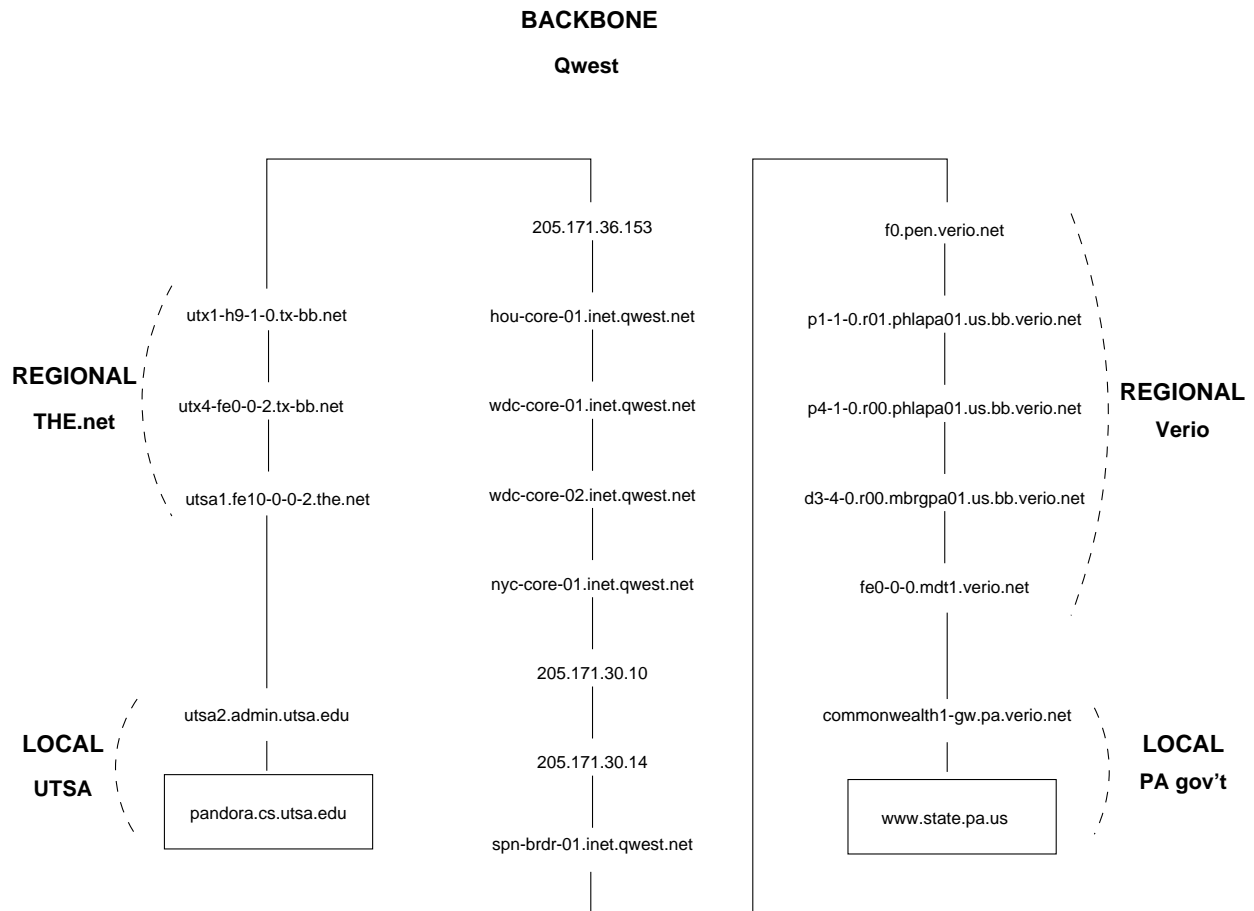 BACKBONE
Qwest
205.171.36.153
f0.pen.verio.net
utx1-h9-1-0.tx-bb.net
hou-core-01.inet.qwest.net
p1-1-0.r01.phlapa01.us.bb.verio.net
REGIONAL
THE.net
utx4-fe0-0-2.tx-bb.net
wdc-core-01.inet.qwest.net
p4-1-0.r00.phlapa01.us.bb.verio.net
REGIONAL
Verio
utsa1.fe10-0-0-2.the.net
wdc-core-02.inet.qwest.net
d3-4-0.r00.mbrgpa01.us.bb.verio.net
nyc-core-01.inet.qwest.net
fe0-0-0.mdt1.verio.net
205.171.30.10
utsa2.admin.utsa.edu
commonwealth1-gw.pa.verio.net
LOCAL
UTSA
205.171.30.14
LOCAL
PA gov't
pandora.cs.utsa.edu
www.state.pa.us
spn-brdr-01.inet.qwest.net